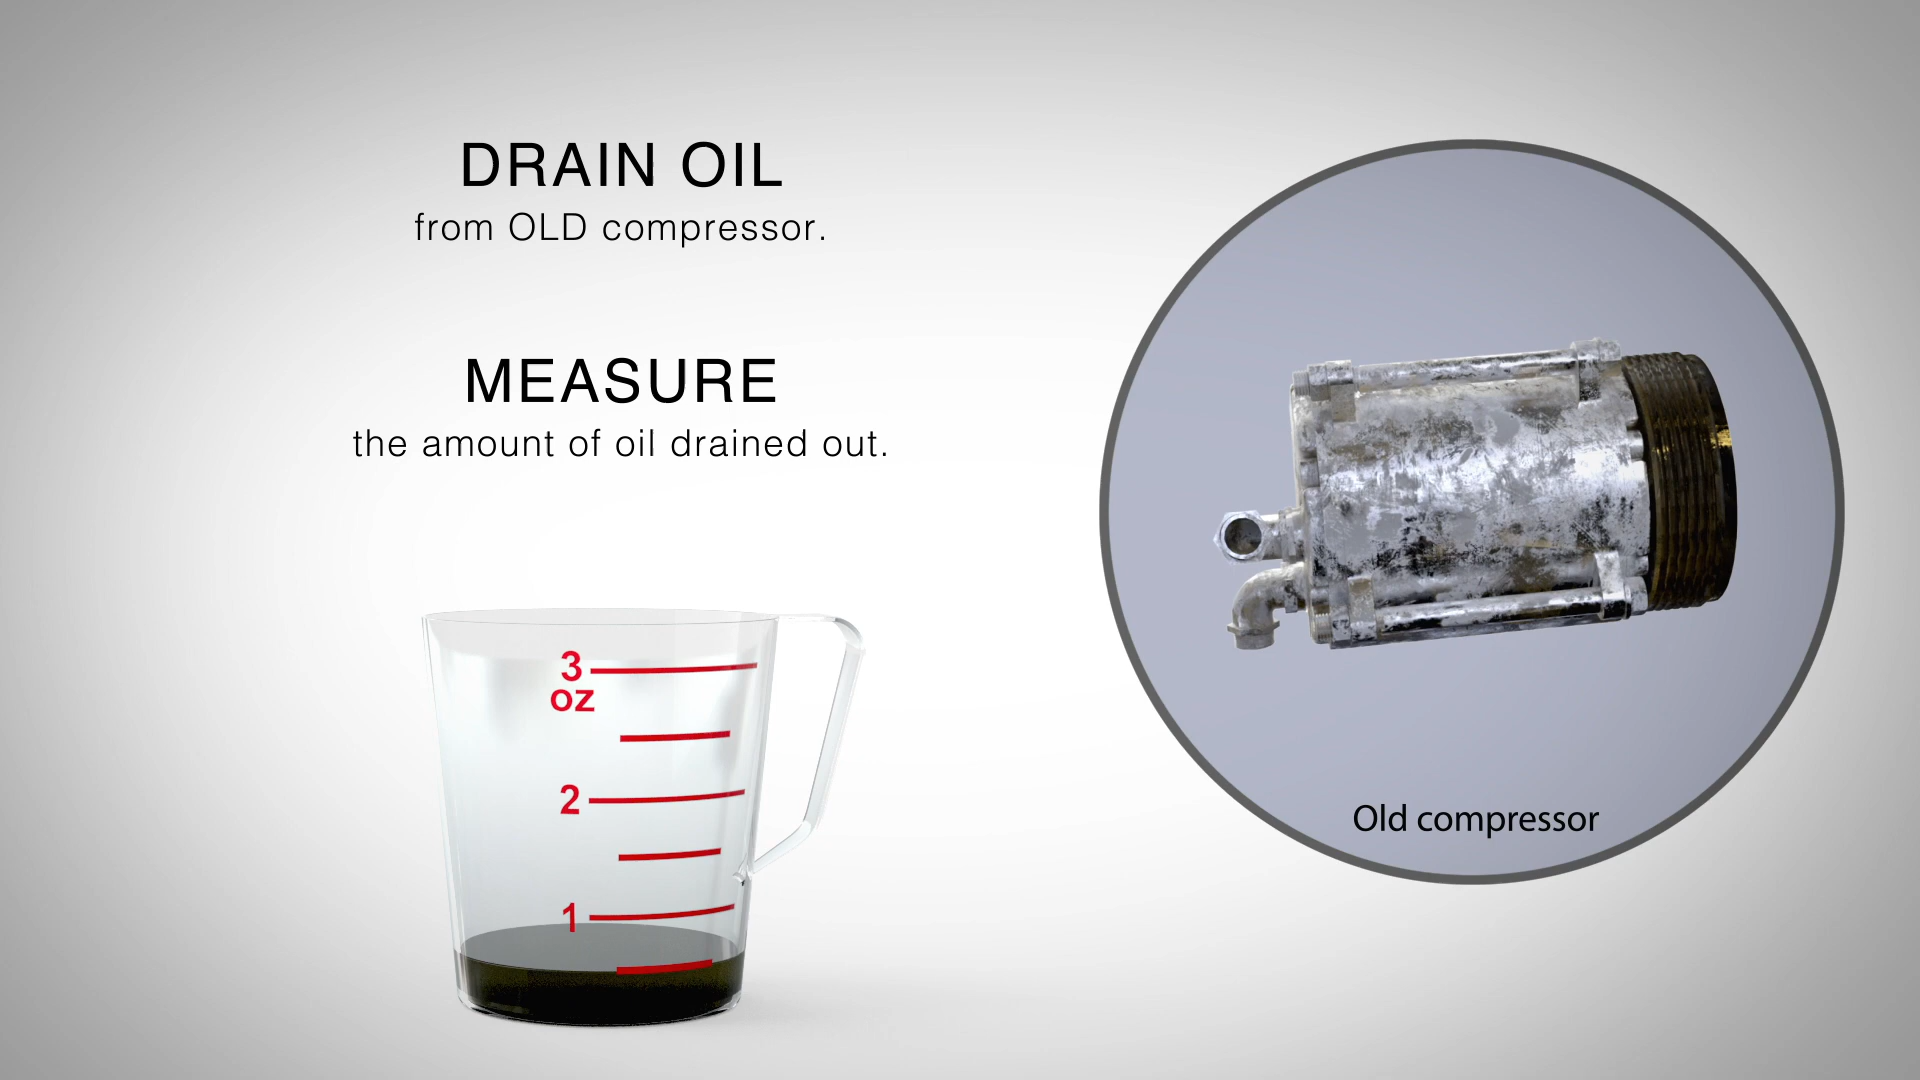 DRAIN OIL
from OLD compressor.
MEASURE
the amount of oil drained out.
3
oz
2
1
Old compressor